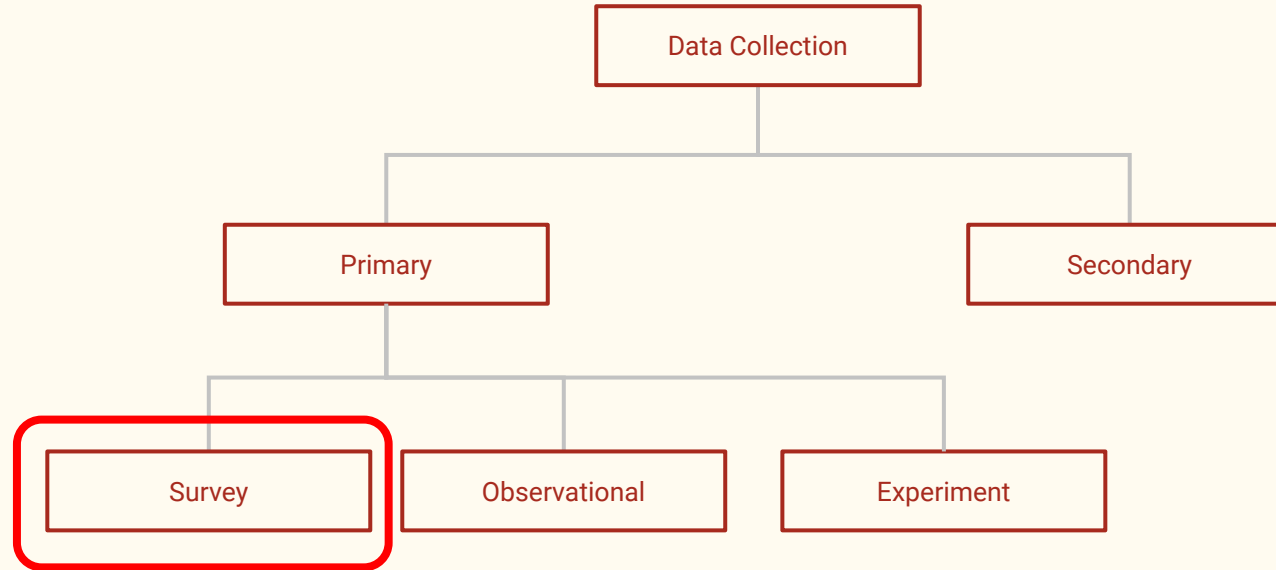 Data Collection
Primary
Secondary
Survey
Observational
Experiment